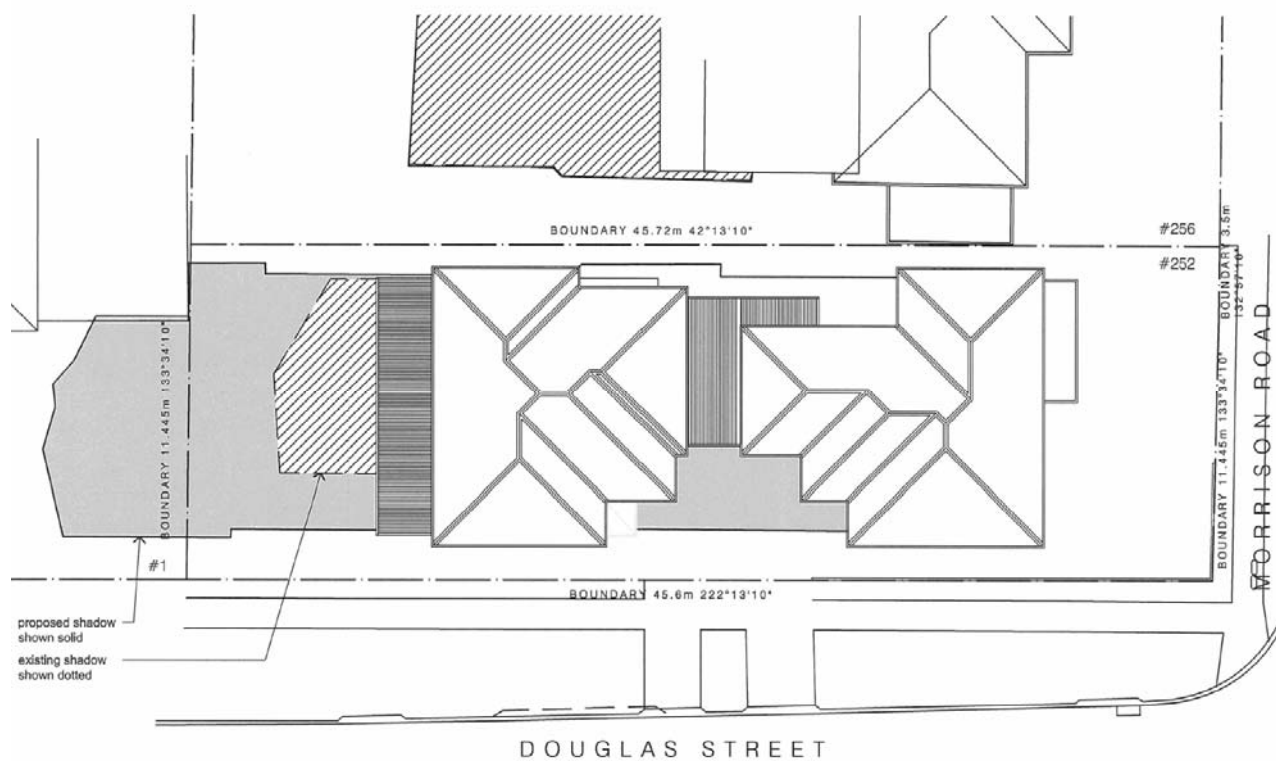 BOUNDARY 45.72m 42°13'10"
#256
#252
BOUNDARY 3.5m
132°57'10"
BOUNDARY 11.445m 133°34'10"
BOUNDARY 11.445m 133°34'10"
MORRISON ROAD
#1
BOUNDARY 45.6m 222°13'10"
proposed shadow
shown solid
existing shadow
shown dotted
DOUGLAS STREET